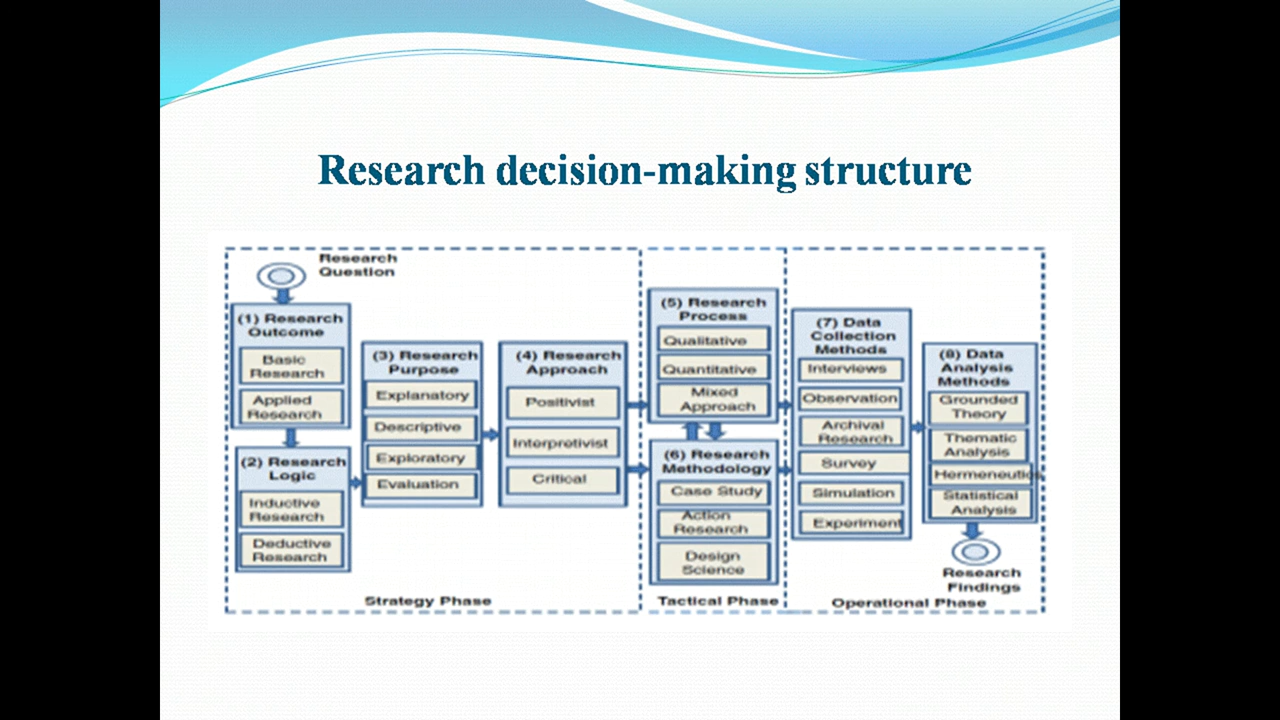 Research decision-making structure
Research
Question
(1) Research
Outcome
Basic
Research
Applied
Research
(2) Research
Logic
Inductive
Research
Deductive
Research
(3) Research
Purpose
Explanatory
Descriptive
Exploratory
Evaluation
(4) Research
Approach
Positivist
Interpretivist
Critical
Strategy Phase
(5) Research
Process
Qualitative
Quantitative
Mixed
Approach
(6) Research
Methodology
Case Study
Action
Research
Design
Science
Tactical Phase
(7) Data
Collection
Methods
Interviews
Observation
Archival
Research
Survey
Simulation
Experiment
(8) Data
Analysis
Methods
Grounded
Theory
Thematic
Analysis
Hermeneutics
Statistical
Analysis
Research
Findings
Operational Phase